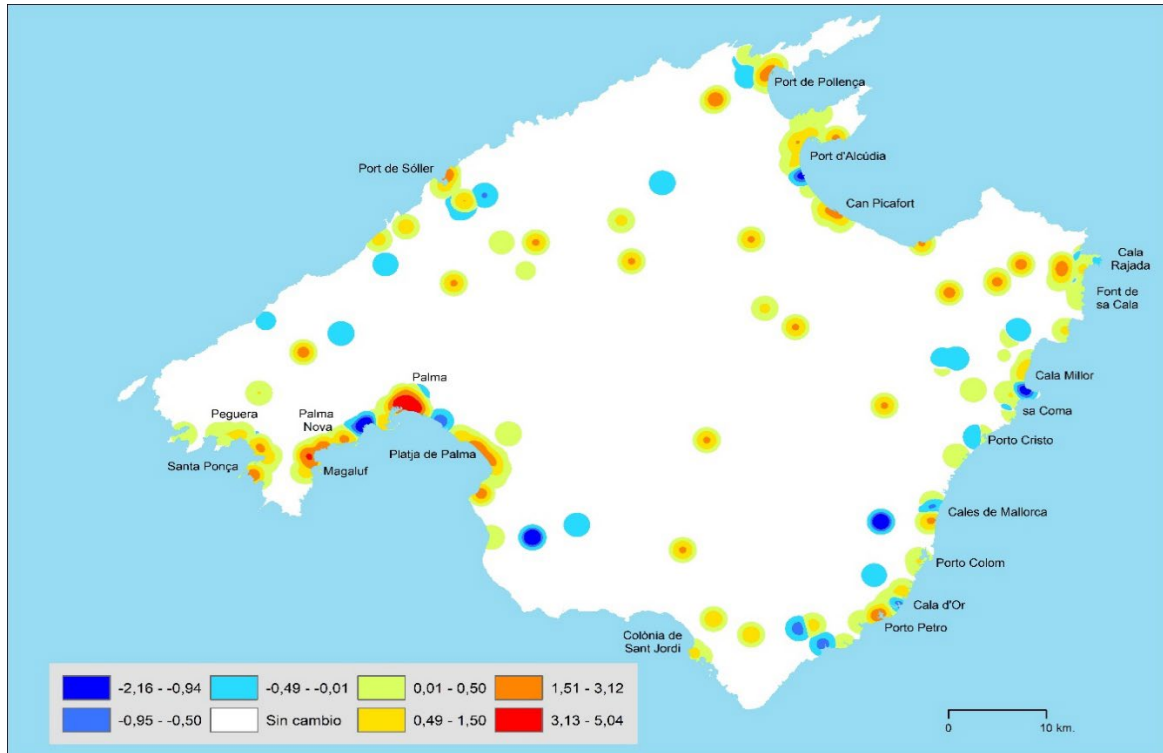 Port de Pollença
Port d'Alcúdia
Port de Sóller
Can Picafort
Cala
Rajada
Font de
sa Cala
Palma
Cala Millor
Peguera
Palma
Nova
sa Coma
Porto Cristo
Santa Ponça
Magaluf
Platja de Palma
Cales de Mallorca
Porto Colom
Cala d'Or
Porto Petro
Colònia de
Sant Jordi
-2,16 - -0,94
-0,49 - -0,01
0,01 - 0,50
1,51 - 3,12
-0,95 - -0,50
Sin cambio
0,49 - 1,50
3,13 - 5,04
10 km.